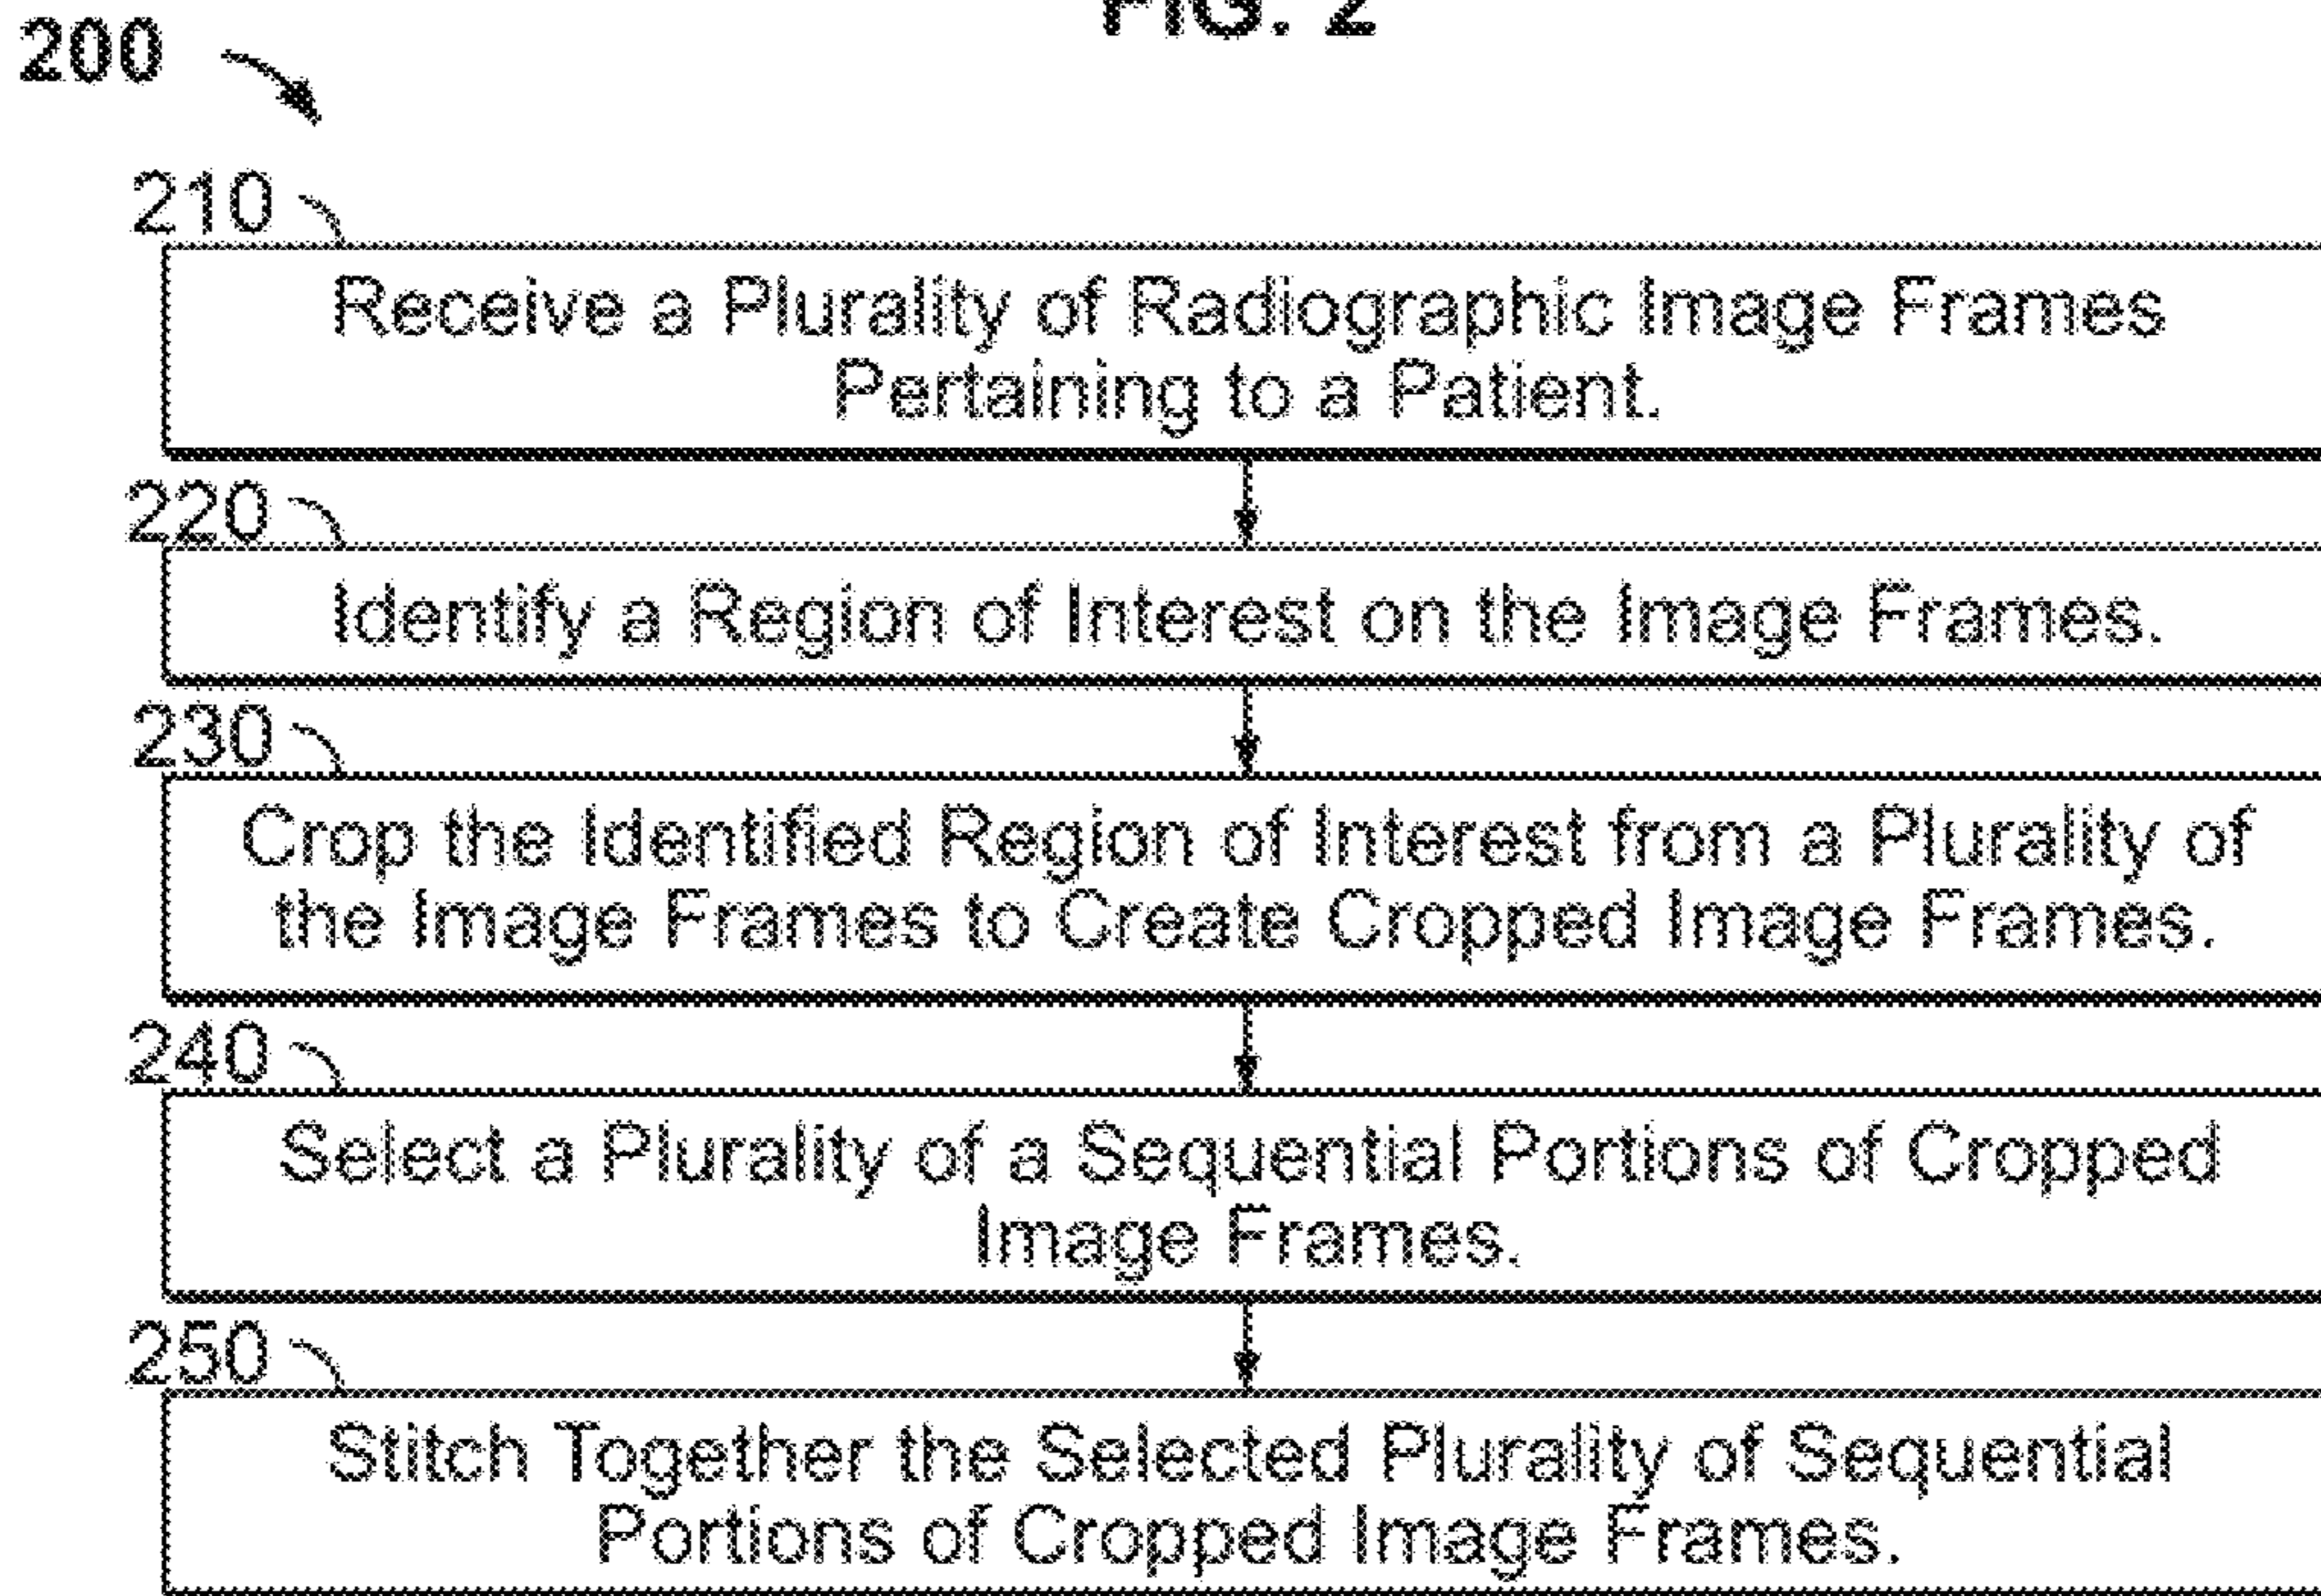 FIG. 2
200
210
Receive a Plurality of Radiographic Image Frames
Pertaining to a Patient.
220
Identify a Region of Interest on the Image Frames.
230
Crop the Identified Region of Interest from a Plurality of
the Image Frames to Create Cropped Image Frames.
240
Select a Plurality of a Sequential Portions of Cropped
Image Frames.
250
Stitch Together the Selected Plurality of Sequential
Portions of Cropped Image Frames.